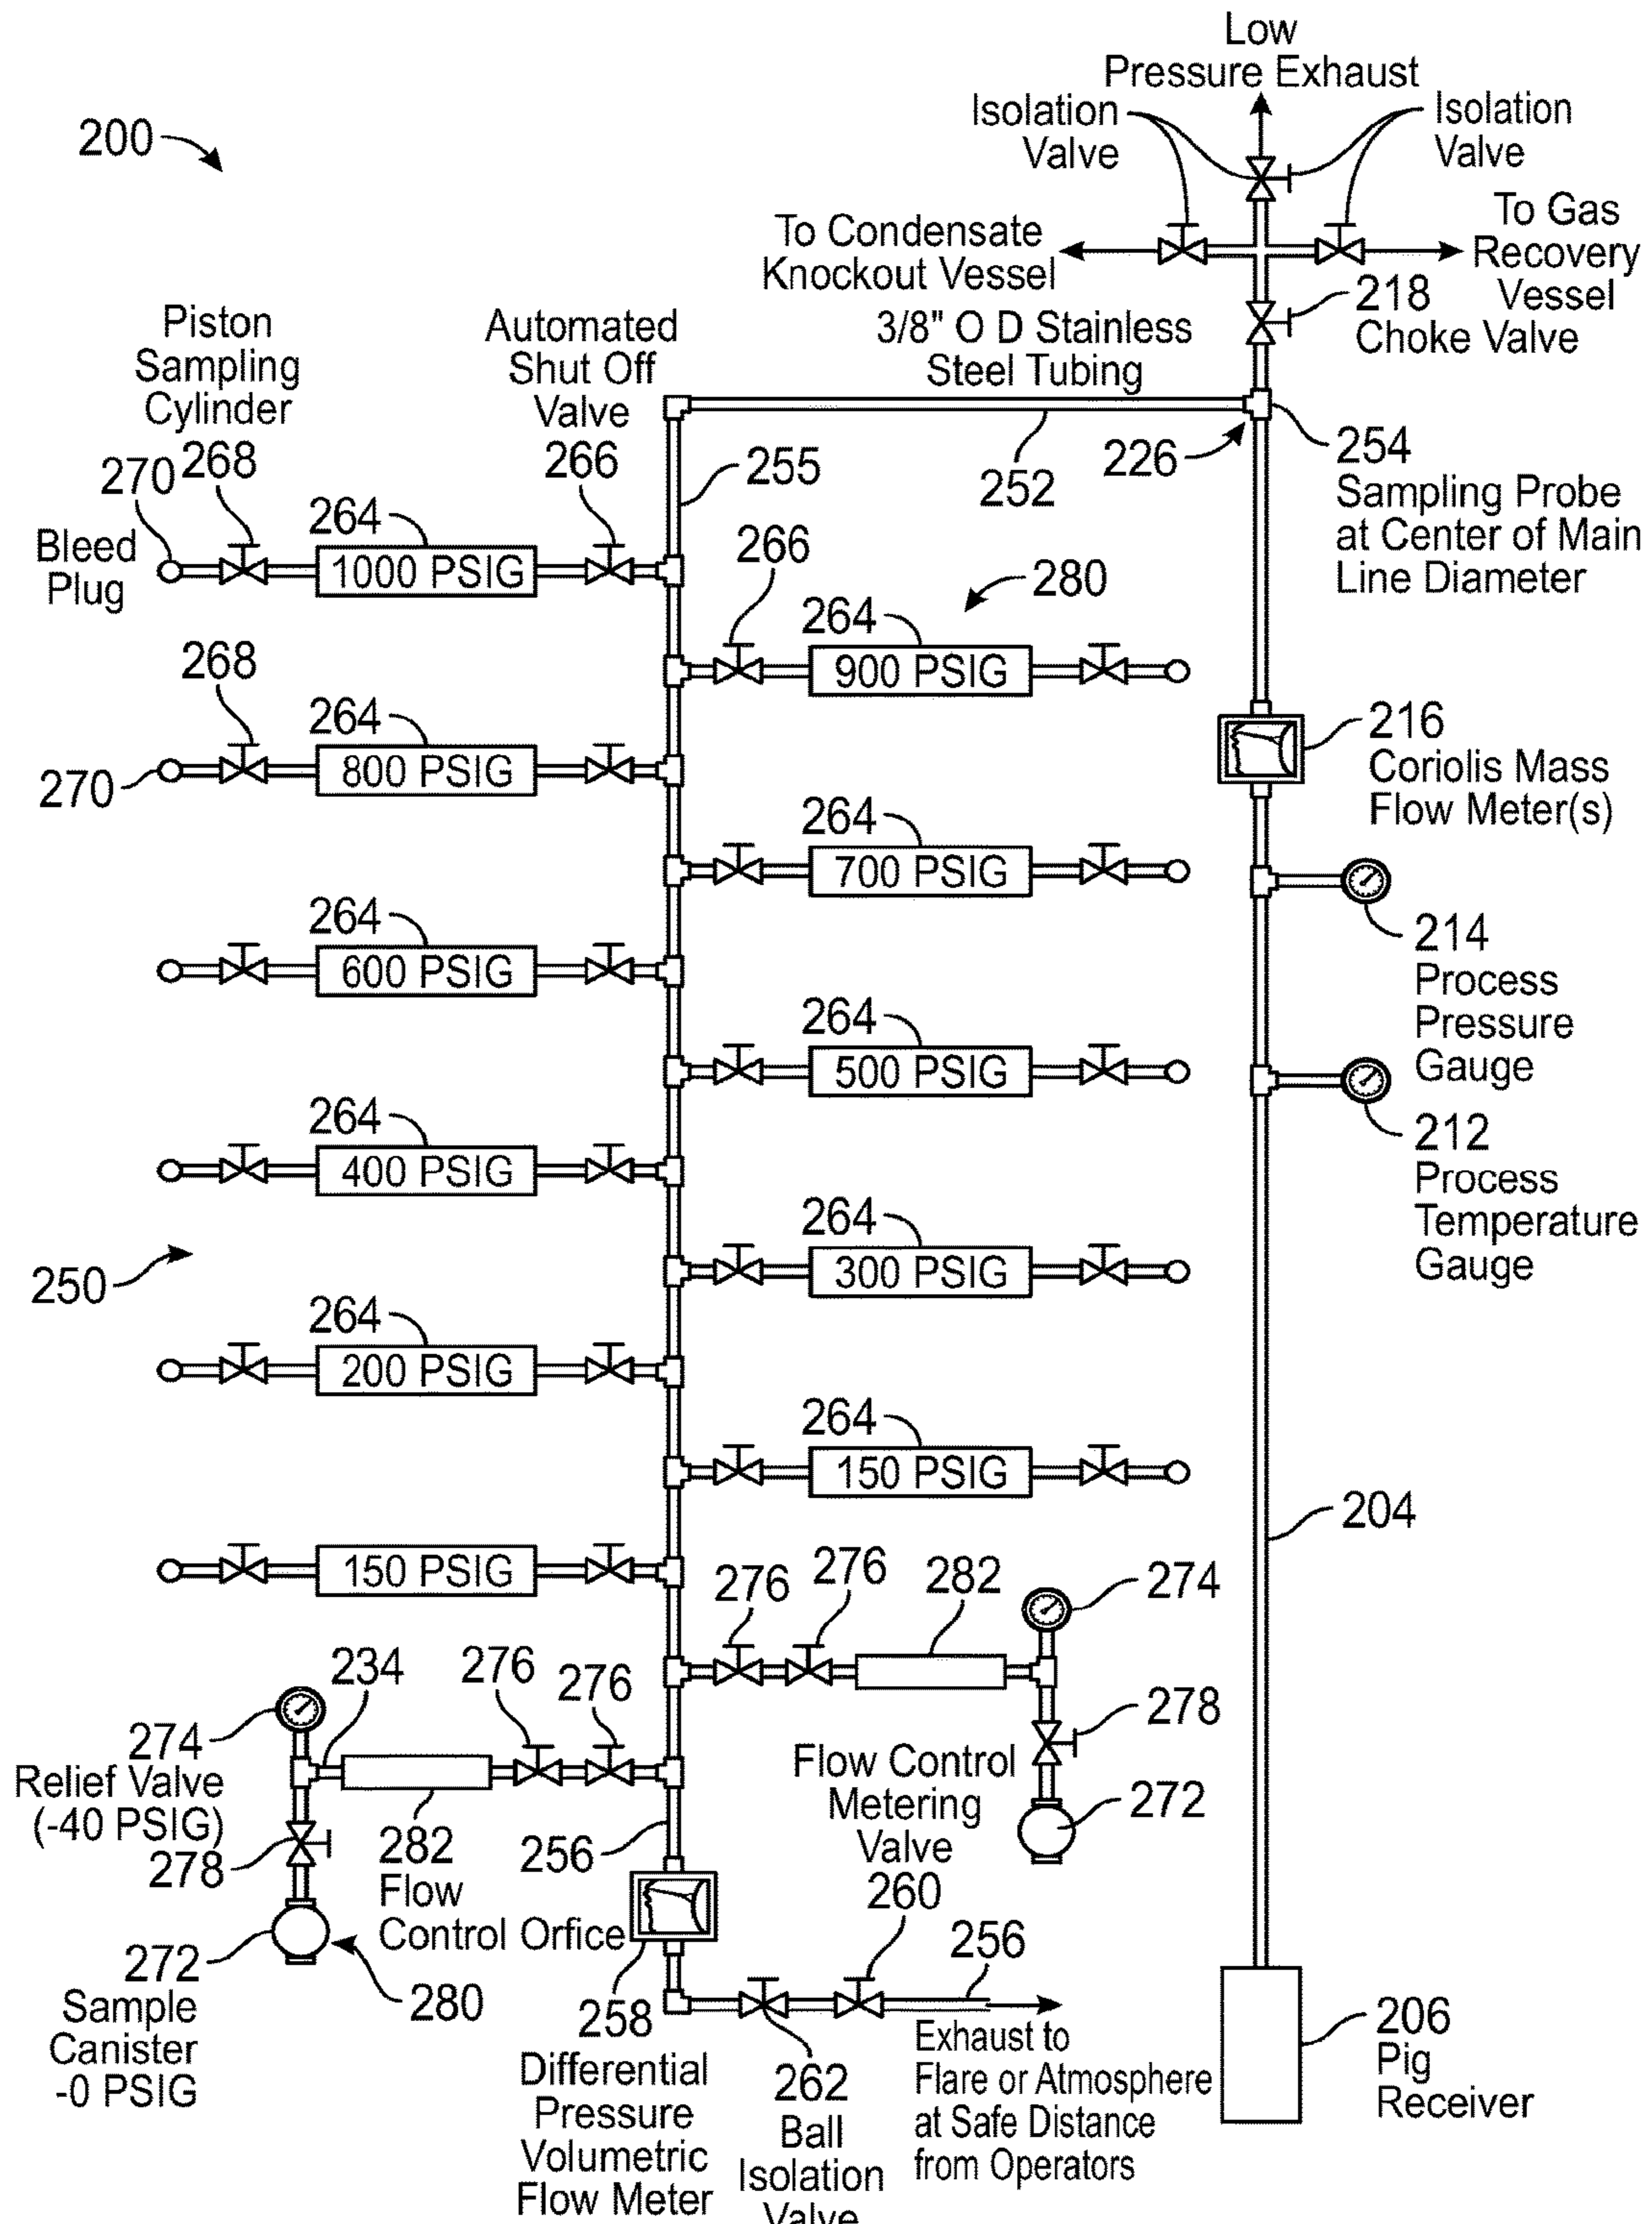 Low
Pressure Exhaust
Isolation
Valve
Isolation
Valve
200
To Condensate
Knockout Vessel
To Gas
Recovery
Vessel
218
Choke Valve
3/8" O D Stainless
Steel Tubing
Piston
Sampling
Cylinder
Automated
Shut Off
Valve
270
268
266
255
252
226
254
Sampling Probe
at Center of Main
Line Diameter
Bleed
Plug
264
1000 PSIG
266
280
264
900 PSIG
268
264
800 PSIG
270
216
Coriolis Mass
Flow Meter(s)
264
700 PSIG
264
600 PSIG
214
Process
Pressure
Gauge
264
500 PSIG
264
400 PSIG
212
Process
Temperature
Gauge
250
264
300 PSIG
264
200 PSIG
264
150 PSIG
204
150 PSIG
276
276
282
274
234
276
276
278
274
Relief Valve
(-40 PSIG)
278
282
Flow
Control Orfice
256
Flow Control
Metering
Valve
260
272
272
Sample
Canister
-0 PSIG
280
258
Differential
Pressure
Volumetric
Flow Meter
262
Ball
Isolation
Valve
256
Exhaust to
Flare or Atmosphere
at Safe Distance
from Operators
206
Pig
Receiver